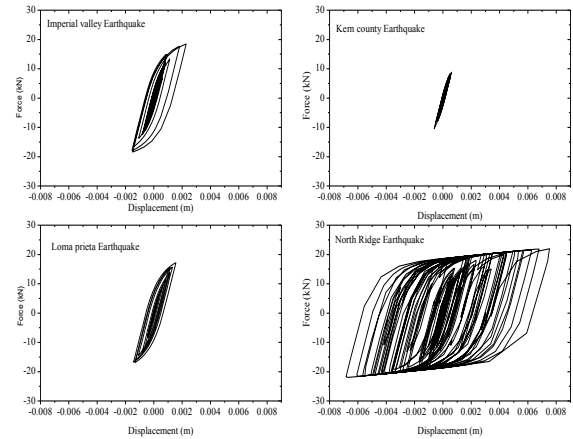 Imperial valley Earthquake
30
20
10
0
-10
-20
-30
Force (kN)
-0.008 -0.006 -0.004 -0.002 0.000 0.002 0.004 0.006 0.008
Displacement (m)
Kern county Earthquake
30
20
10
0
-10
-20
-30
Force (kN)
-0.008 -0.006 -0.004 -0.002 0.000 0.002 0.004 0.006 0.008
Displacement (m)
Loma prieta Earthquake
30
20
10
0
-10
-20
-30
Force (kN)
-0.008 -0.006 -0.004 -0.002 0.000 0.002 0.004 0.006 0.008
Displacement (m)
North Ridge Earthquake
30
20
10
0
-10
-20
-30
Force (kN)
-0.008 -0.006 -0.004 -0.002 0.000 0.002 0.004 0.006 0.008
Displacement (m)